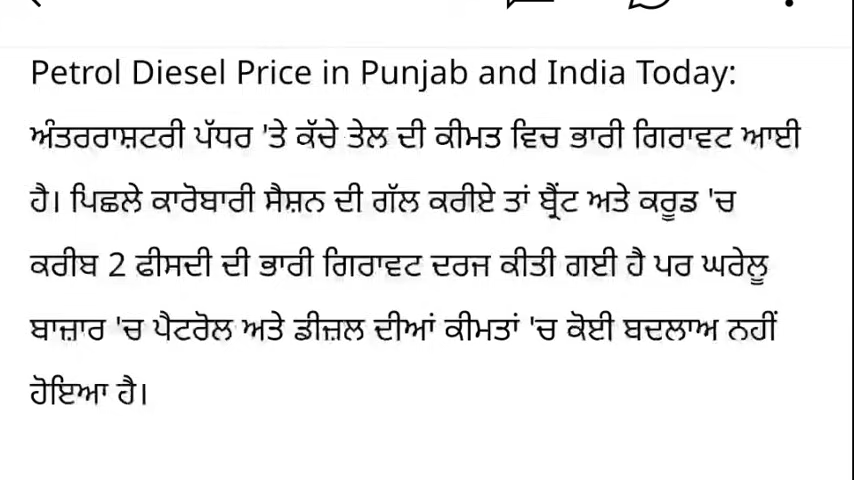 Petrol Diesel Price in Punjab and India Today:
ਅੰਤਰਰਾਸ਼ਟਰੀ ਪੱਧਰ 'ਤੇ ਕੱਚੇ ਤੇਲ ਦੀ ਕੀਮਤ ਵਿਚ ਭਾਰੀ ਗਿਰਾਵਟ ਆਈ
ਹੈ। ਪਿਛਲੇ ਕਾਰੋਬਾਰੀ ਸੈਸ਼ਨ ਦੀ ਗੱਲ ਕਰੀਏ ਤਾਂ ਬ੍ਰੈਂਟ ਅਤੇ ਕਰੂਡ 'ਚ
ਕਰੀਬ 2 ਫੀਸਦੀ ਦੀ ਭਾਰੀ ਗਿਰਾਵਟ ਦਰਜ ਕੀਤੀ ਗਈ ਹੈ ਪਰ ਘਰੇਲੂ
ਬਾਜ਼ਾਰ 'ਚ ਪੈਟਰੋਲ ਅਤੇ ਡੀਜ਼ਲ ਦੀਆਂ ਕੀਮਤਾਂ 'ਚ ਕੋਈ ਬਦਲਾਅ ਨਹੀਂ
ਹੋਇਆ ਹੈ।